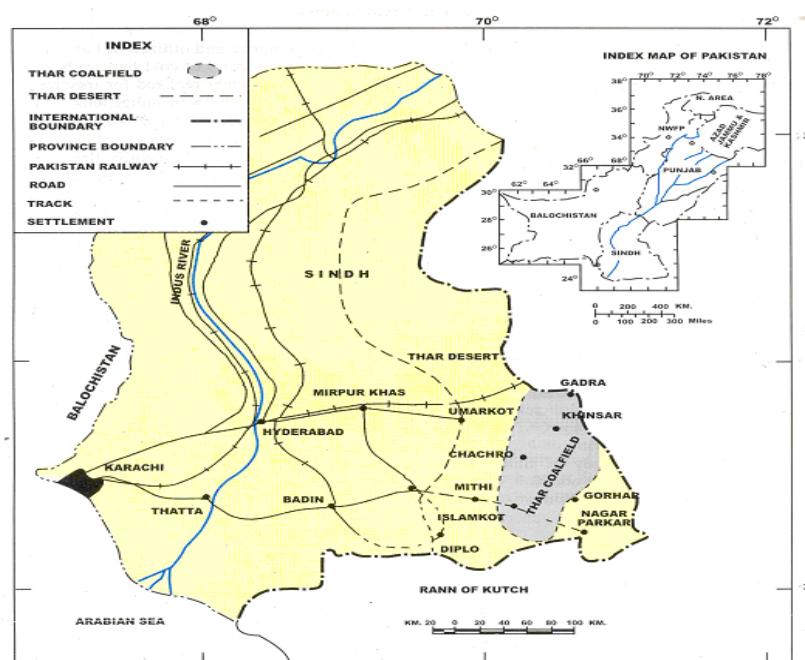 68°
70°
72°
INDEX
THAR COALFIELD
THAR DESERT
INTERNATIONAL
BOUNDARY
PROVINCE BOUNDARY
PAKISTAN RAILWAY
ROAD
TRACK
SETTLEMENT
INDEX MAP OF PAKISTAN
70° 72° 74° 76° 78°
38°
36°
34°
32°
N. AREA
NWFP
AZAD
JAMMU &
KASHMIR
68°
66°
62° 64°
30°
28°
26°
24°
PUNJAB
BALOCHISTAN
SINDH
0 200 400 KM.
0 100 200 300 Miles
INDUS RIVER
SINDH
BALOCHISTAN
THAR DESERT
GADRA
MIRPUR KHAS
UMARKOT
KHINSAR
HYDERABAD
CHACHRO
THAR COALFIELD
KARACHI
MITHI
THATTA
BADIN
GORHAR
ISLAMKOT
NAGAR
PARKAR
DIPLO
RANN OF KUTCH
ARABIAN SEA
KM. 20 0 20 40 60 80 100 KM.